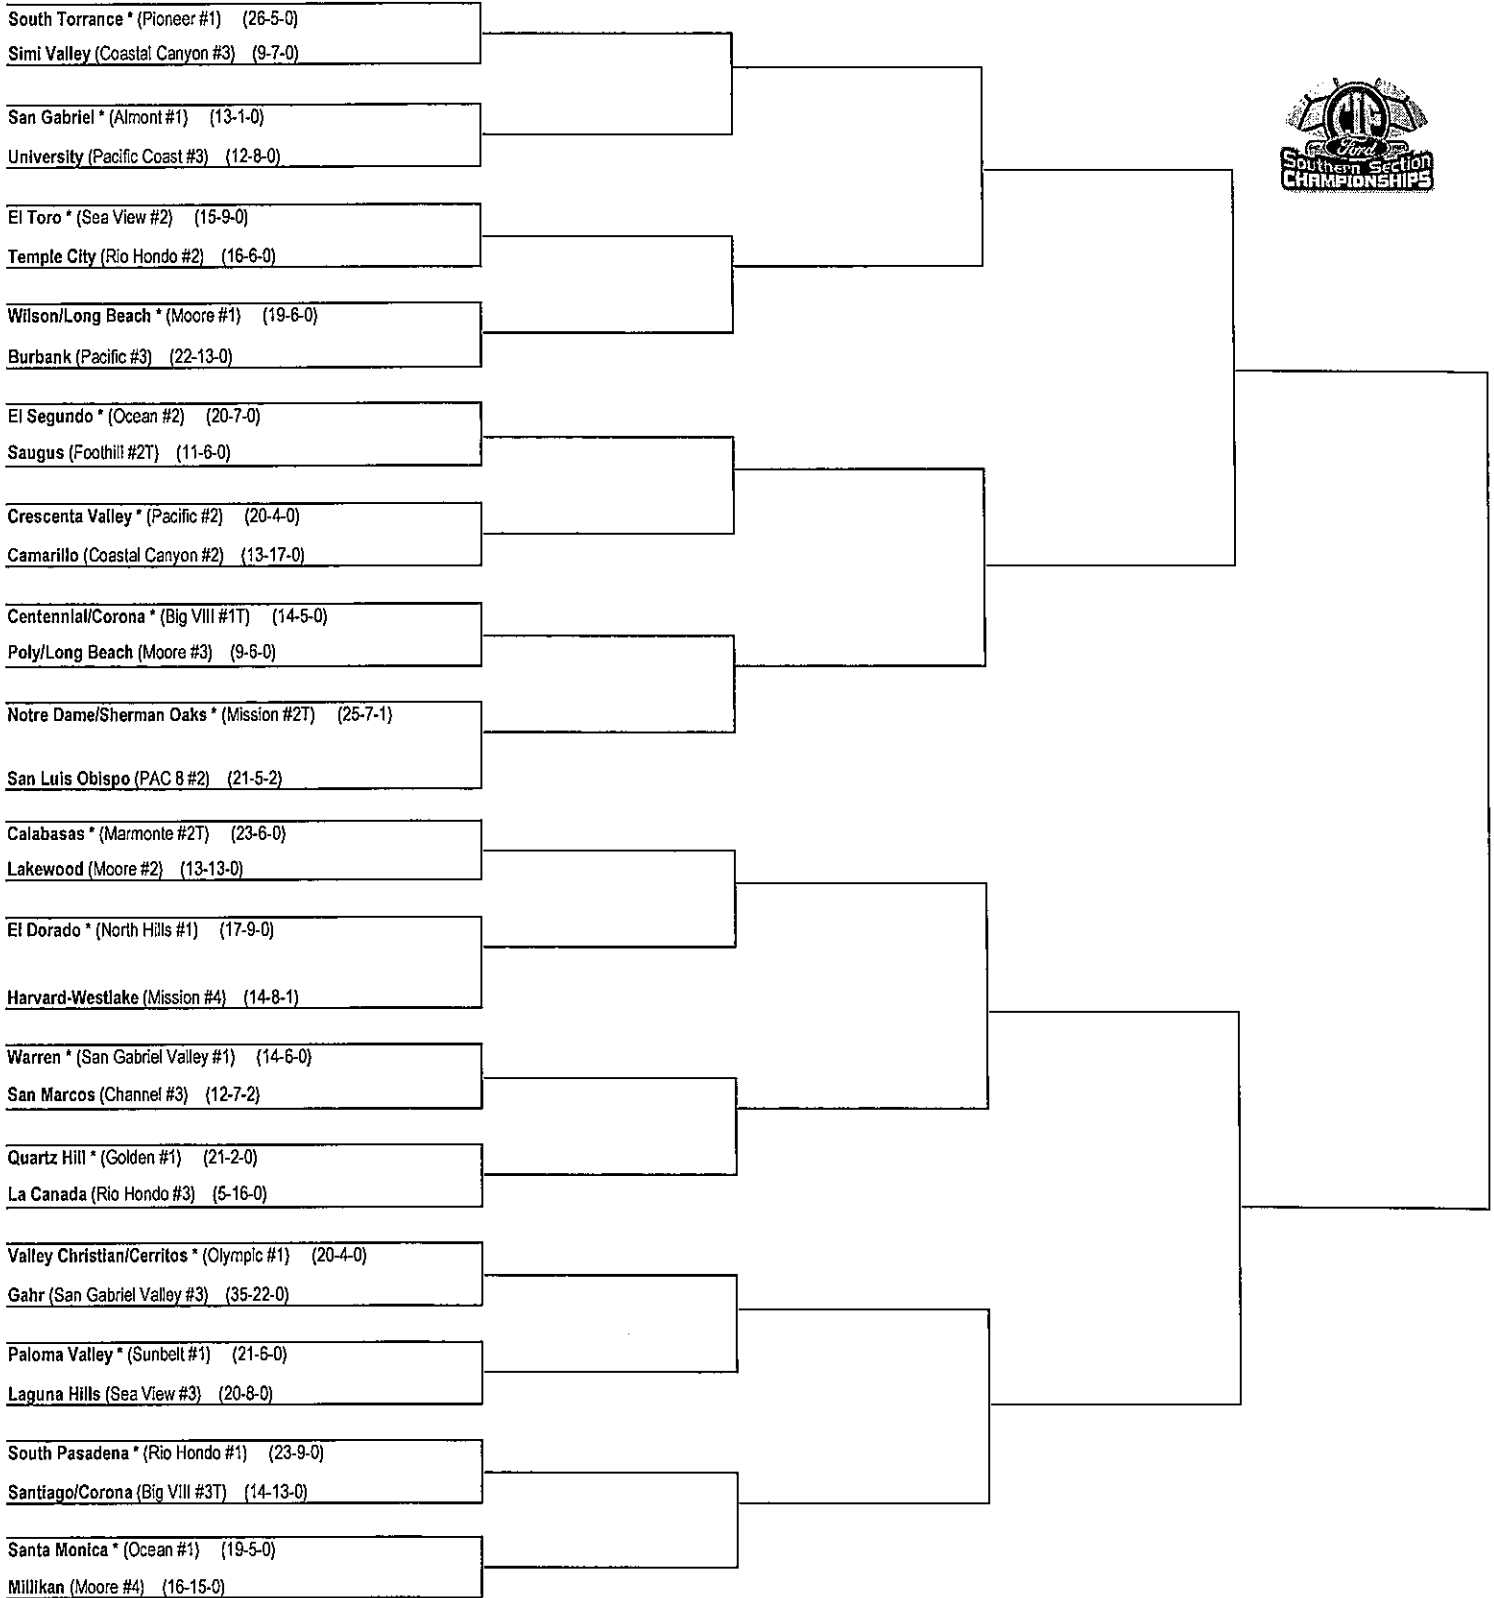 South Torrance * (Pioneer #1) (26-5-0)
Simi Valley (Coastal Canyon #3) (9-7-0)
San Gabriel * (Almont #1) (13-1-0)
University (Pacific Coast #3) (12-8-0)
El Toro * (Sea View #2) (15-9-0)
Temple City (Rio Hondo #2) (16-6-0)
Wilson/Long Beach * (Moore #1) (19-6-0)
Burbank (Pacific #3) (22-13-0)
El Segundo * (Ocean #2) (20-7-0)
Saugus (Foothill #2T) (11-6-0)
Crescenta Valley * (Pacific #2) (20-4-0)
Camarillo (Coastal Canyon #2) (13-17-0)
Centennial/Corona * (Big VIII #1T) (14-5-0)
Poly/Long Beach (Moore #3) (9-6-0)
Notre Dame/Sherman Oaks * (Mission #2T) (25-7-1)
San Luis Obispo (PAC 8 #2) (21-5-2)
Calabasas * (Marmonte #2T) (23-6-0)
Lakewood (Moore #2) (13-13-0)
El Dorado * (North Hills #1) (17-9-0)
Harvard-Westlake (Mission #4) (14-8-1)
Warren * (San Gabriel Valley #1) (14-6-0)
San Marcos (Channel #3) (12-7-2)
Quartz Hill * (Golden #1) (21-2-0)
La Canada (Rio Hondo #3) (5-16-0)
Valley Christian/Cerritos * (Olympic #1) (20-4-0)
Gahr (San Gabriel Valley #3) (35-22-0)
Paloma Valley * (Sunbelt #1) (21-6-0)
Laguna Hills (Sea View #3) (20-8-0)
South Pasadena * (Rio Hondo #1) (23-9-0)
Santiago/Corona (Big VIII #3T) (14-13-0)
Santa Monica * (Ocean #1) (19-5-0)
Millikan (Moore #4) (16-15-0)
CIF
Ford
Southern Section
CHAMPIONSHIPS